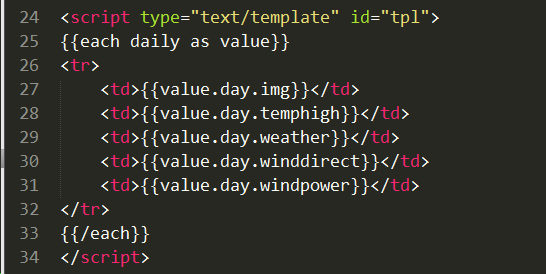 24 <script type="text/template" id="tpl">
25 {{each daily as value}}
26 <tr>
27     <td>{{value.day.img}}</td>
28     <td>{{value.day.temphigh}}</td>
29     <td>{{value.day.weather}}</td>
30     <td>{{value.day.winddirect}}</td>
31     <td>{{value.day.windpower}}</td>
32 </tr>
33 {{/each}}
34 </script>